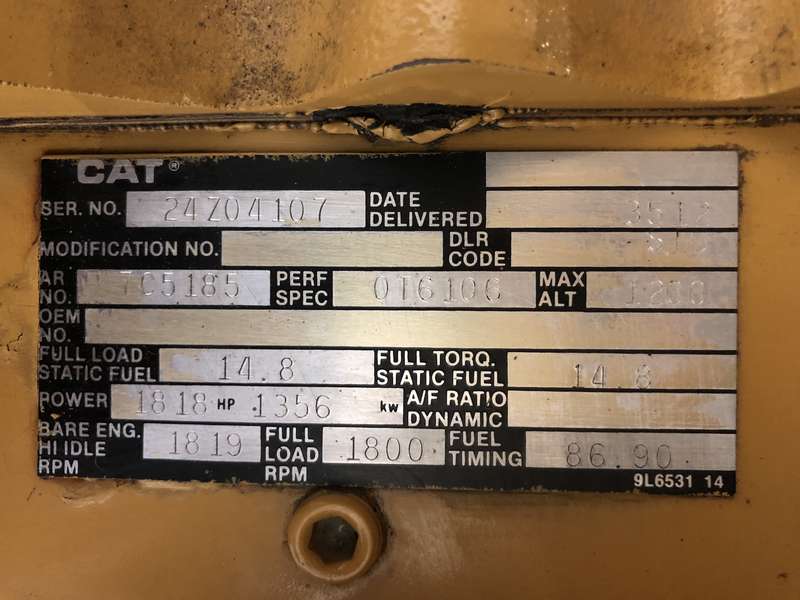 CAT®
SER. NO. 24Z04107 DATE DELIVERED 3512
MODIFICATION NO. DLR CODE
AR NO. 7C5185 PERF SPEC 0T6106 MAX ALT 1200
OEM NO.
FULL LOAD STATIC FUEL 14.8 FULL TORQ. STATIC FUEL 14.8
POWER 1818 HP 1356 kw A/F RATIO DYNAMIC
BARE ENG. HI IDLE RPM 1819 FULL LOAD RPM 1800 FUEL TIMING 86.90
9L6531 14